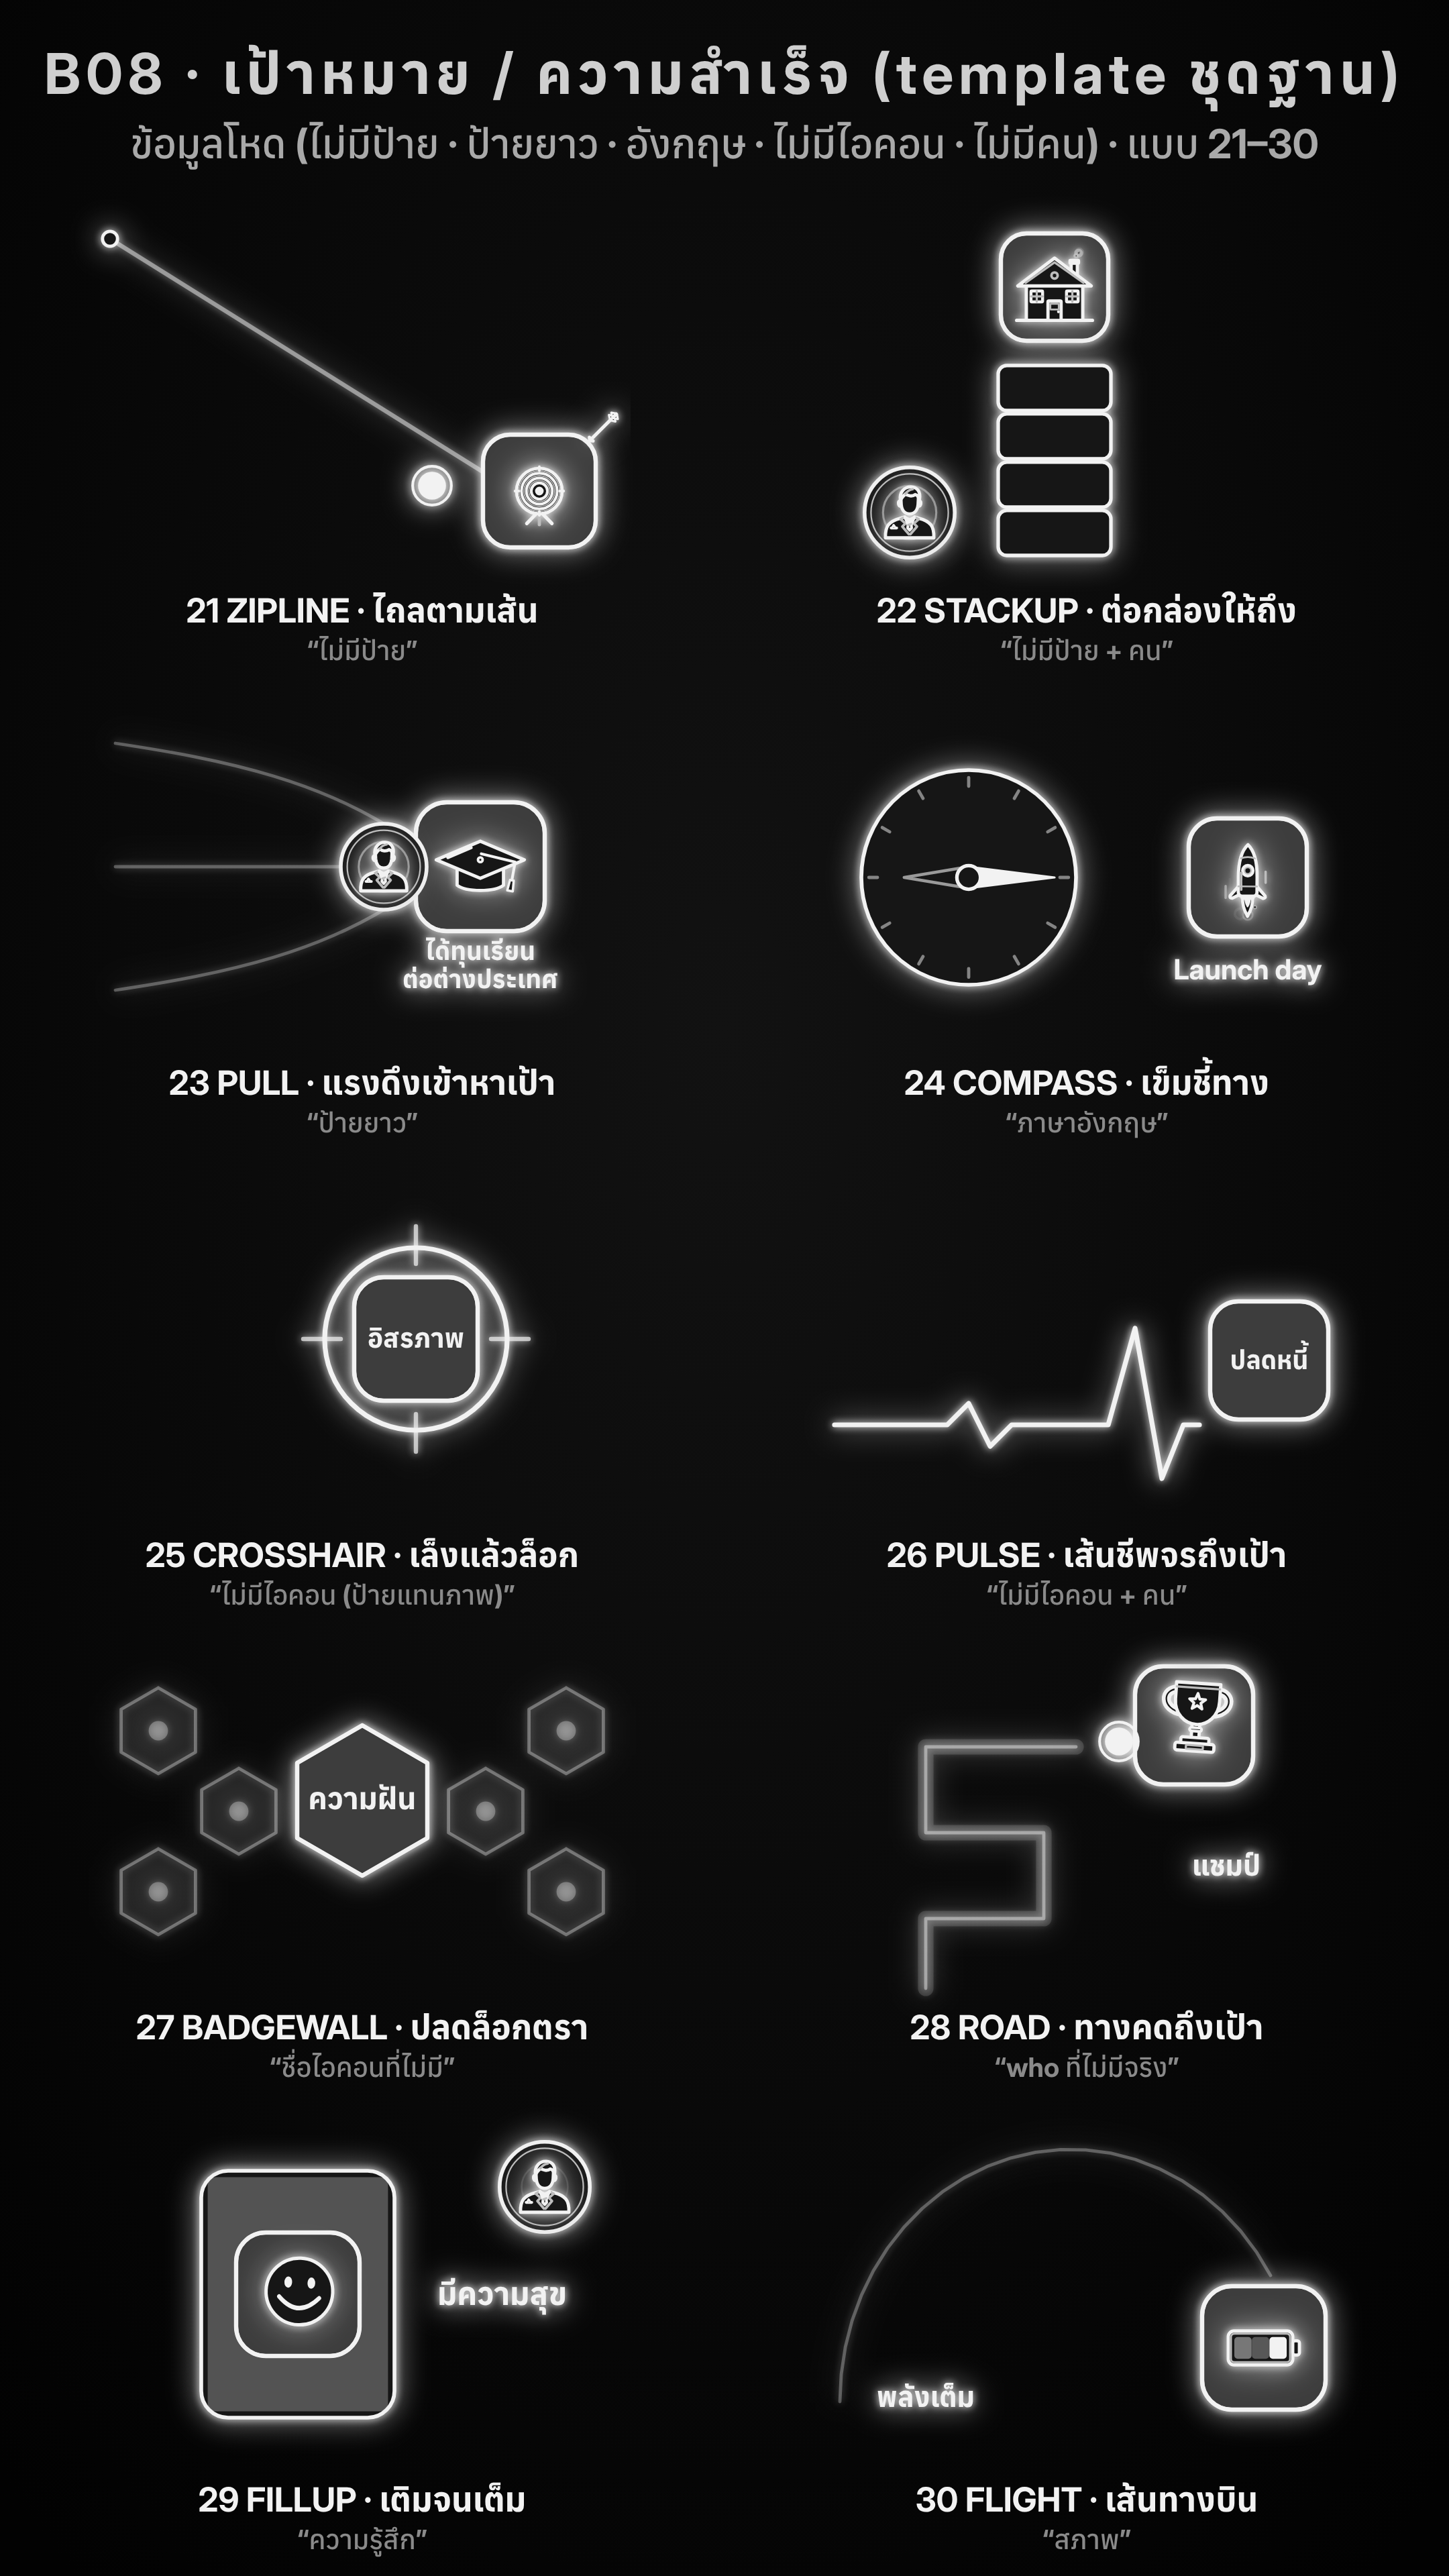 B08 · เป้าหมาย / ความสำเร็จ (template ชุดฐาน)
ข้อมูลโหด (ไม่มีป้าย · ป้ายยาว · อังกฤษ · ไม่มีไอคอน · ไม่มีคน) · แบบ 21–30
21 ZIPLINE · ไถลตามเส้น
“ไม่มีป้าย”
22 STACKUP · ต่อกล่องให้ถึง
“ไม่มีป้าย + คน”
ได้ทุนเรียน
ต่อต่างประเทศ
23 PULL · แรงดึงเข้าหาเป้า
“ป้ายยาว”
Launch day
24 COMPASS · เข็มชี้ทาง
“ภาษาอังกฤษ”
อิสรภาพ
25 CROSSHAIR · เล็งแล้วล็อก
“ไม่มีไอคอน (ป้ายแทนภาพ)”
ปลดหนี้
26 PULSE · เส้นชีพจรถึงเป้า
“ไม่มีไอคอน + คน”
ความฝัน
27 BADGEWALL · ปลดล็อกตรา
“ชื่อไอคอนที่ไม่มี”
แชมป์
28 ROAD · ทางคดถึงเป้า
“who ที่ไม่มีจริง”
มีความสุข
29 FILLUP · เติมจนเต็ม
“ความรู้สึก”
พลังเต็ม
30 FLIGHT · เส้นทางบิน
“สภาพ”